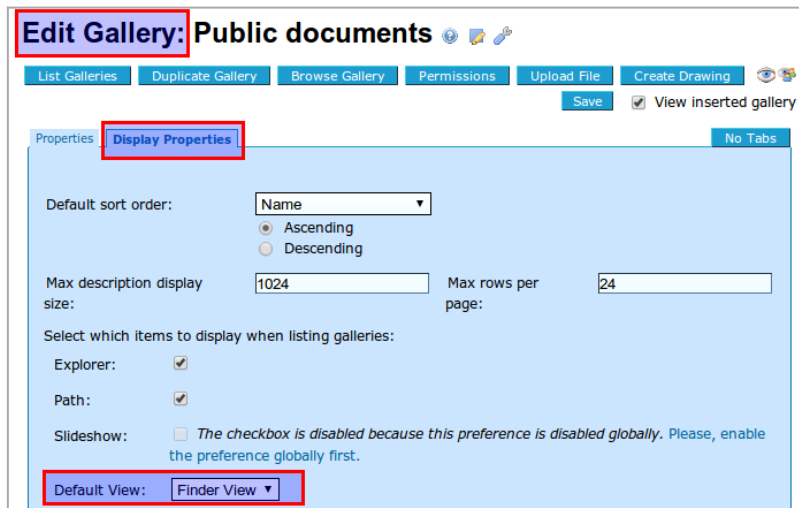 Edit Gallery: Public documents
List Galleries Duplicate Gallery Browse Gallery Permissions Upload File Create Drawing
Save View inserted gallery
Properties Display Properties No Tabs
Default sort order: Name
Ascending
Descending
Max description display size: 1024 Max rows per page: 24
Select which items to display when listing galleries:
Explorer:
Path:
Slideshow: The checkbox is disabled because this preference is disabled globally. Please, enable
the preference globally first.
Default View: Finder View